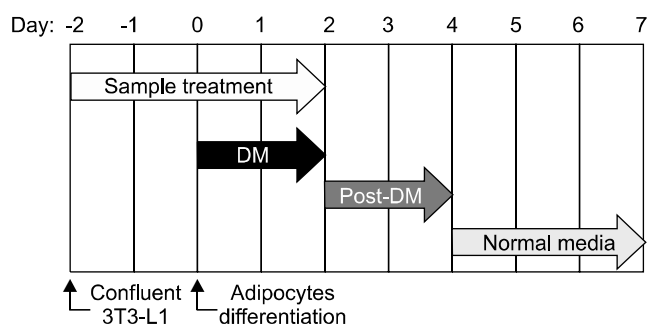 Day: -2 -1 0 1 2 3 4 5 6 7
Sample treatment
DM
Post-DM
Normal media
Confluent
3T3-L1
Adipocytes
differentiation